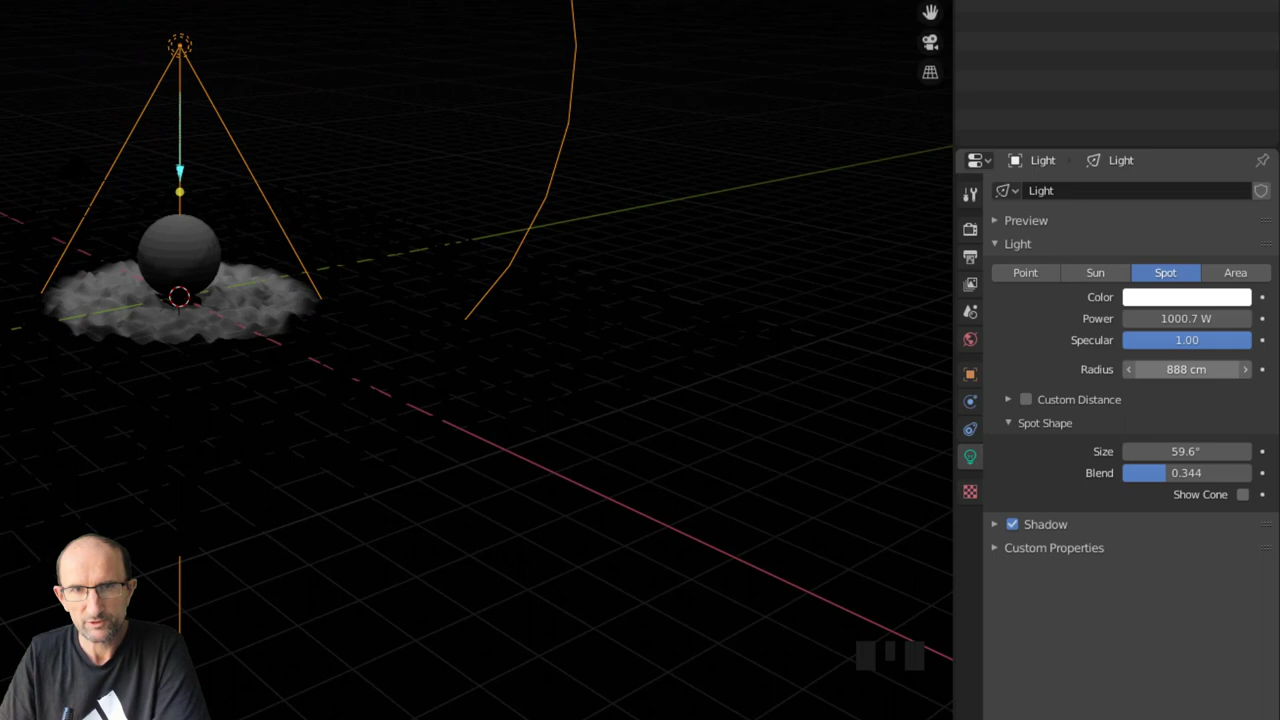 Light Light
Light
Preview
Light
Point Sun Spot Area
Color
Power 1000.7 W
Specular 1.00
Radius 888 cm
Custom Distance
Spot Shape
Size 59.6°
Blend 0.344
Show Cone
Shadow
Custom Properties